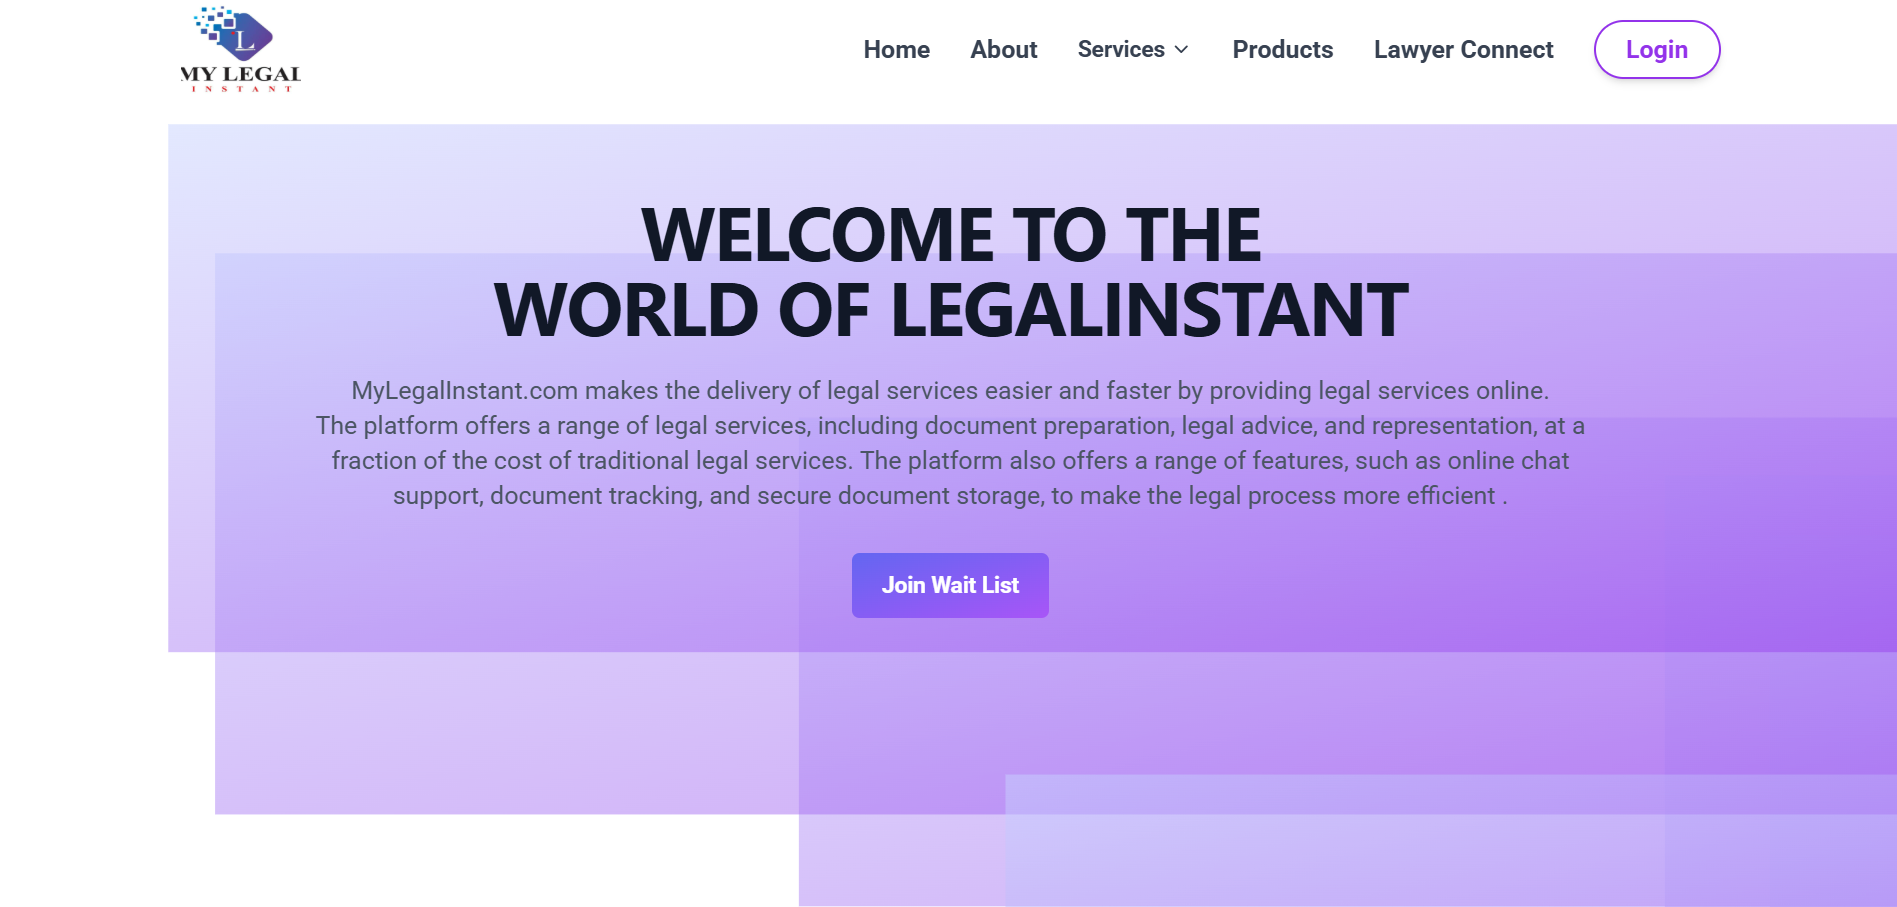 L
MY LEGAL
INSTANT
Home
About
Services
Products
Lawyer Connect
Login
WELCOME TO THE
WORLD OF LEGALINSTANT
MyLegalInstant.com makes the delivery of legal services easier and faster by providing legal services online.
The platform offers a range of legal services, including document preparation, legal advice, and representation, at a
fraction of the cost of traditional legal services. The platform also offers a range of features, such as online chat
support, document tracking, and secure document storage, to make the legal process more efficient .
Join Wait List